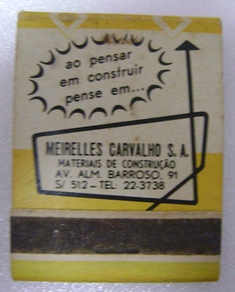 ao pensar
em construir
pense em...
MEIRELLES CARVALHO S. A.
MATERIAIS DE CONSTRUÇÃO
AV. ALM. BARROSO, 91
S/ 512 - TEL: 22-3738